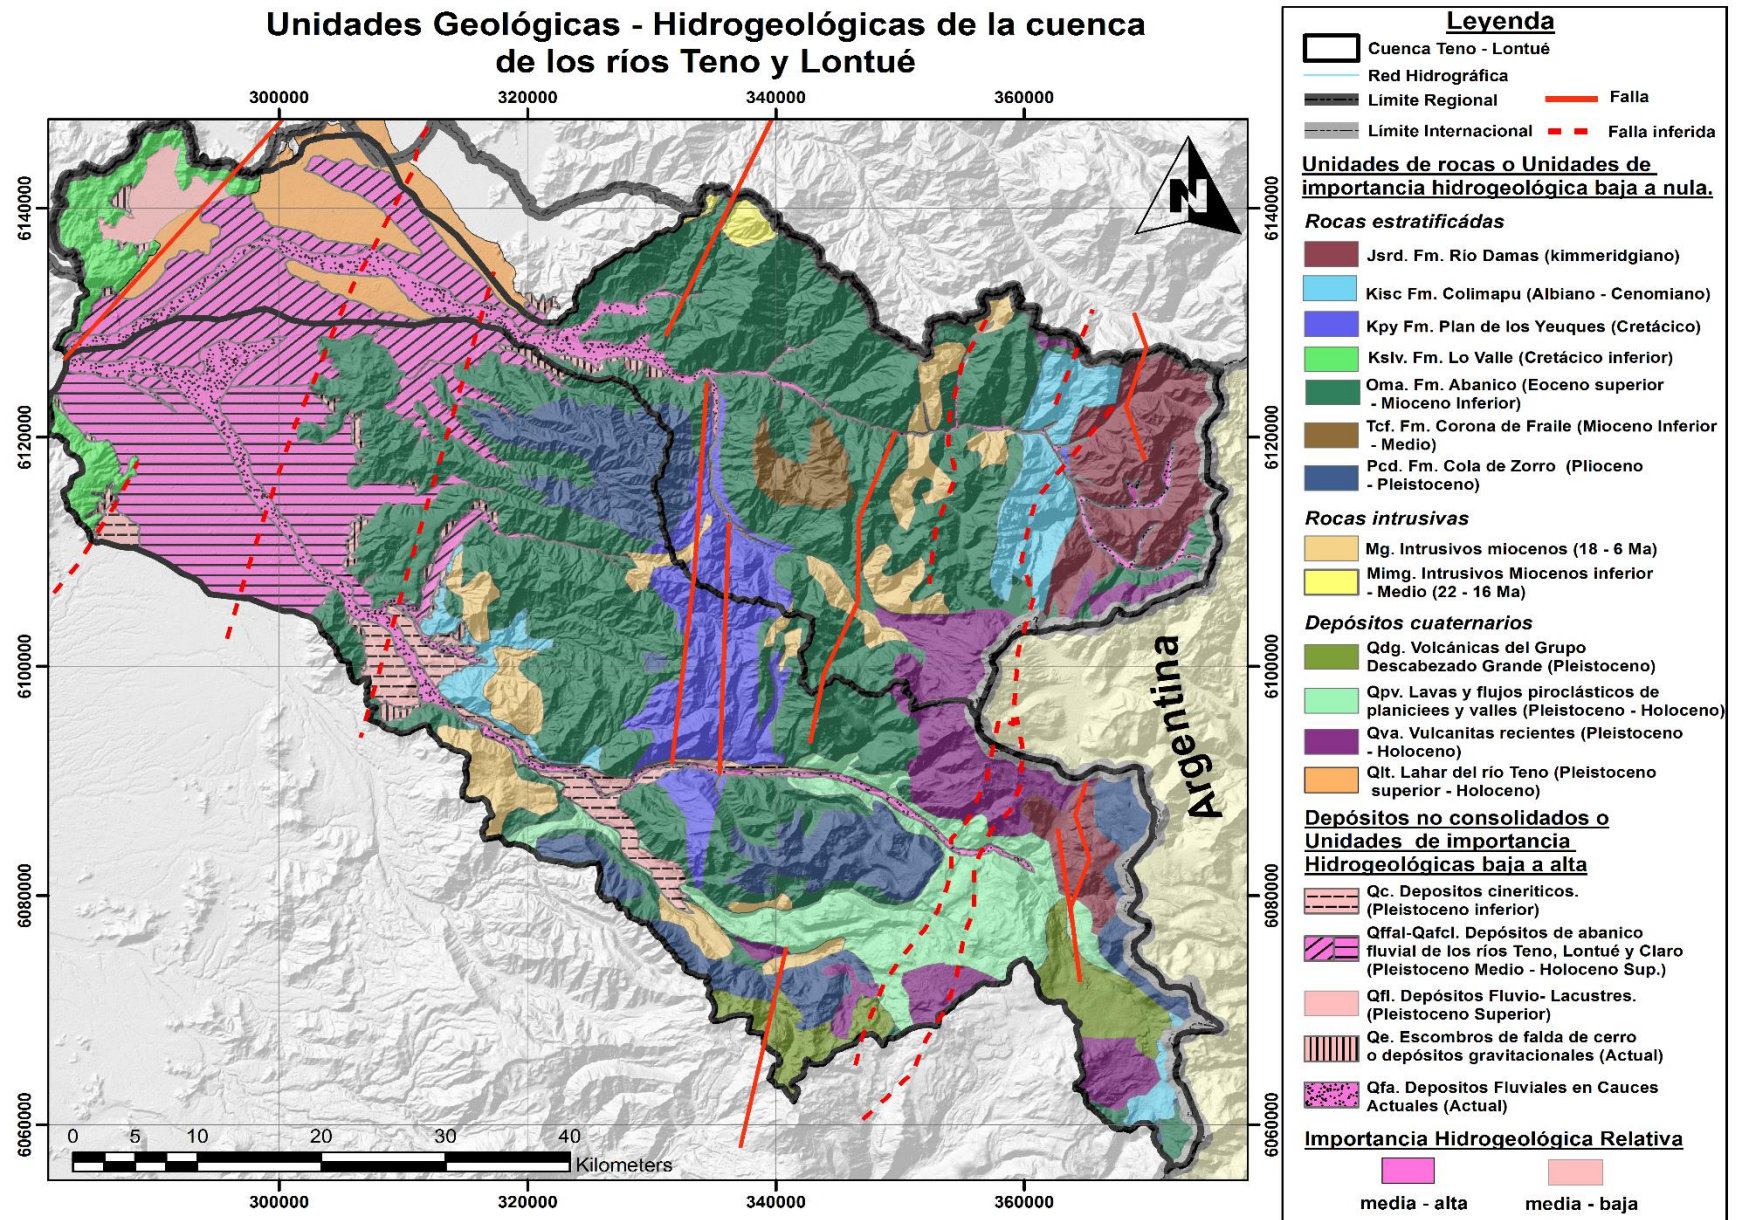 Unidades Geológicas - Hidrogeológicas de la cuenca
de los ríos Teno y Lontué
300000
320000
340000
360000
6140000
6120000
6100000
6080000
6060000
6140000
6120000
6100000
6080000
6060000
N
Argentina
0
5
10
20
30
40
Kilometers
300000
320000
340000
360000
Leyenda
Cuenca Teno - Lontué
Red Hidrográfica
Límite Regional
Falla
Límite Internacional
Falla inferida
Unidades de rocas o Unidades de
importancia hidrogeológica baja a nula.
Rocas estratificádas
Jsrd. Fm. Rio Damas (kimmeridgiano)
Kisc Fm. Colimapu (Albiano - Cenomiano)
Kpy Fm. Plan de los Yeuques (Cretácico)
Kslv. Fm. Lo Valle (Cretácico inferior)
Oma. Fm. Abanico (Eoceno superior
- Mioceno Inferior)
Tcf. Fm. Corona de Fraile (Mioceno Inferior
- Medio)
Pcd. Fm. Cola de Zorro (Plioceno
- Pleistoceno)
Rocas intrusivas
Mg. Intrusivos miocenos (18 - 6 Ma)
Mimg. Intrusivos Miocenos inferior
- Medio (22 - 16 Ma)
Depósitos cuaternarios
Qdg. Volcánicas del Grupo
Descabezado Grande (Pleistoceno)
Qpv. Lavas y flujos piroclásticos de
planiciees y valles (Pleistoceno - Holoceno)
Qva. Vulcanitas recientes (Pleistoceno
- Holoceno)
Qlt. Lahar del río Teno (Pleistoceno
superior - Holoceno)
Depósitos no consolidados o
Unidades de importancia
Hidrogeológicas baja a alta
Qc. Depositos cineriticos.
(Pleistoceno inferior)
Qffal-Qafcl. Depósitos de abanico
fluvial de los ríos Teno, Lontué y Claro
(Pleistoceno Medio - Holoceno Sup.)
Qfl. Depósitos Fluvio- Lacustres.
(Pleistoceno Superior)
Qe. Escombros de falda de cerro
o depósitos gravitacionales (Actual)
Qfa. Depositos Fluviales en Cauces
Actuales (Actual)
Importancia Hidrogeológica Relativa
media - alta
media - baja